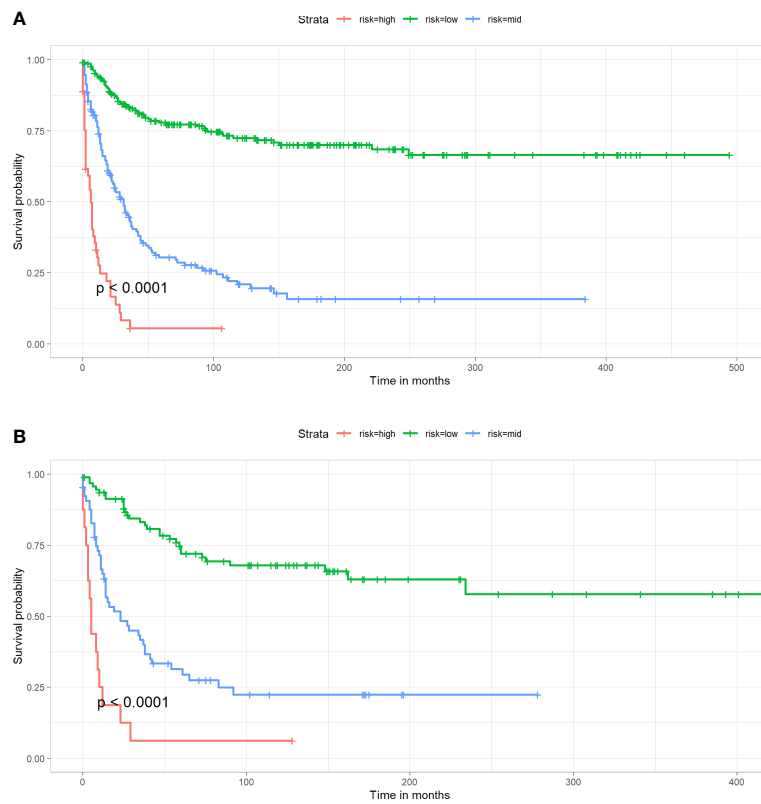 A
Strata risk=high risk=low risk=mid
1.00
0.75
0.50
0.25
0.00
Survival probability
p < 0.0001
0 100 200 300 400 500
Time in months
B
Strata risk=high risk=low risk=mid
1.00
0.75
0.50
0.25
0.00
Survival probability
p < 0.0001
0 100 200 300 400
Time in months